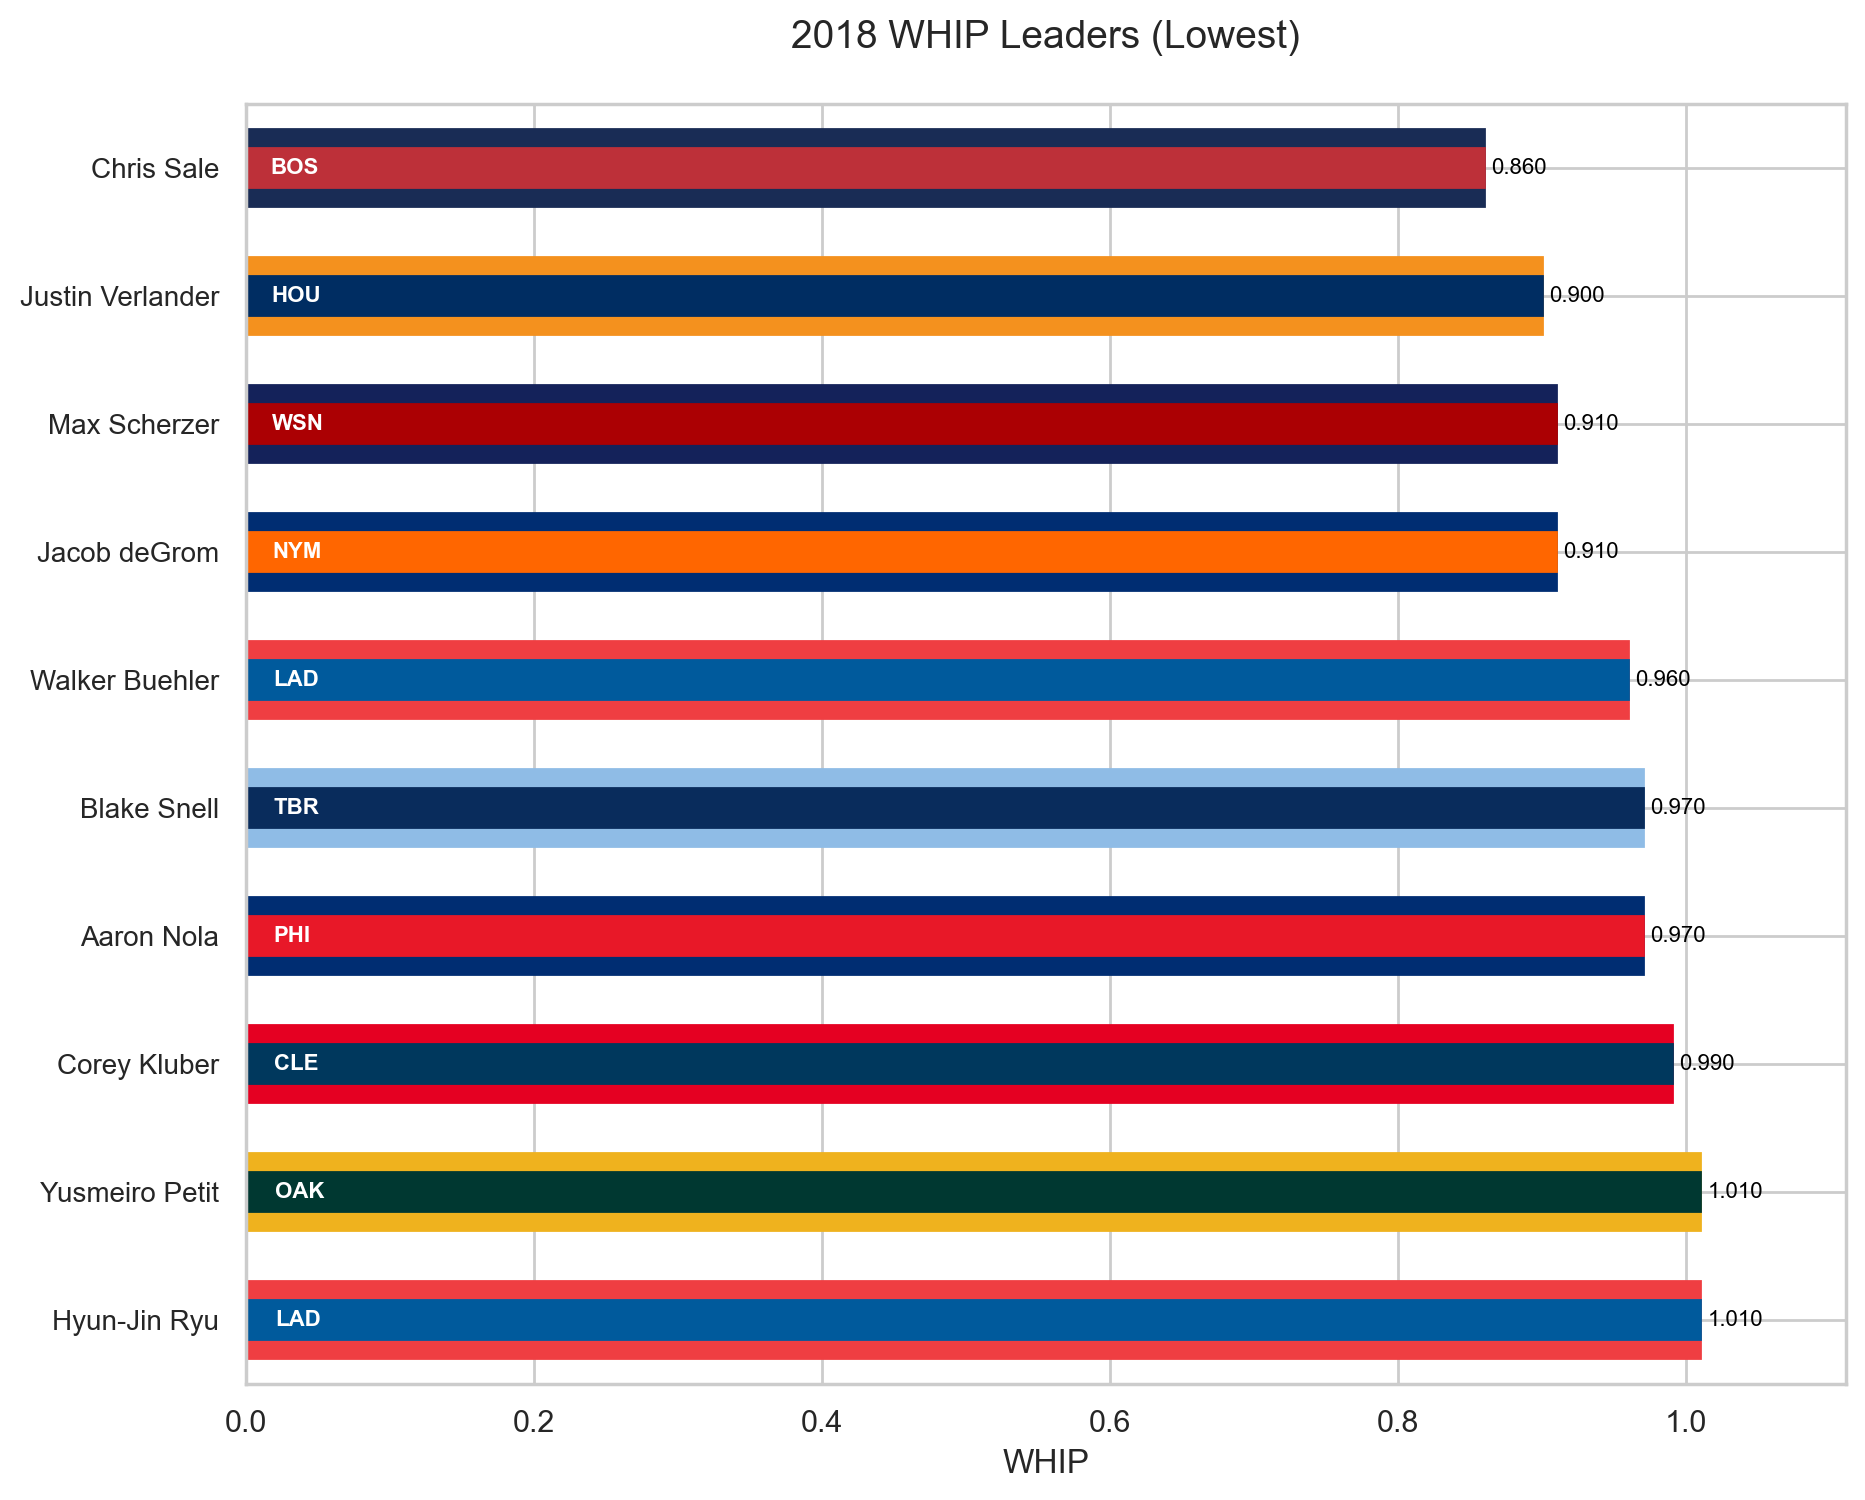 2018 WHIP Leaders (Lowest)
Chris Sale BOS 0.860
Justin Verlander HOU 0.900
Max Scherzer WSN 0.910
Jacob deGrom NYM 0.910
Walker Buehler LAD 0.960
Blake Snell TBR 0.970
Aaron Nola PHI 0.970
Corey Kluber CLE 0.990
Yusmeiro Petit OAK 1.010
Hyun-Jin Ryu LAD 1.010
0.0 0.2 0.4 0.6 0.8 1.0
WHIP